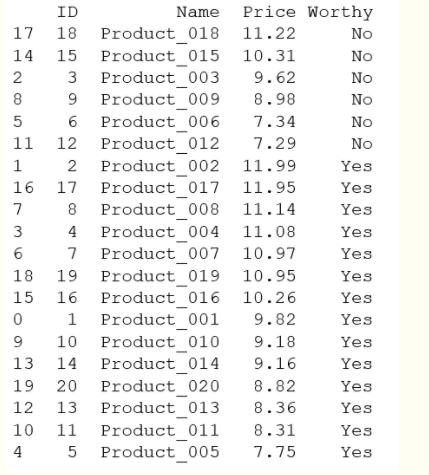 ID Name Price Worthy
17 18 Product_018 11.22 No
14 15 Product_015 10.31 No
2 3 Product_003 9.62 No
8 9 Product_009 8.98 No
5 6 Product_006 7.34 No
11 12 Product_012 7.29 No
1 2 Product_002 11.99 Yes
16 17 Product_017 11.95 Yes
7 8 Product_008 11.14 Yes
3 4 Product_004 11.08 Yes
6 7 Product_007 10.97 Yes
18 19 Product_019 10.95 Yes
15 16 Product_016 10.26 Yes
0 1 Product_001 9.82 Yes
9 10 Product_010 9.18 Yes
13 14 Product_014 9.16 Yes
19 20 Product_020 8.82 Yes
12 13 Product_013 8.36 Yes
10 11 Product_011 8.31 Yes
4 5 Product_005 7.75 Yes